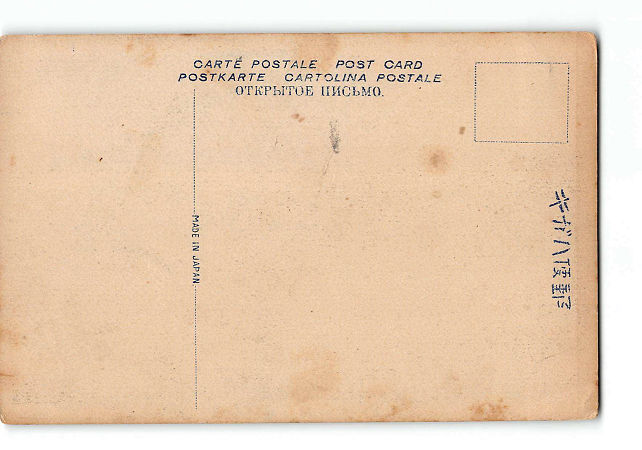 CARTÉ POSTALE POST CARD
POSTKARTE CARTOLINA POSTALE
ОТКРЫТОЕ ПИСЬМО.
MADE IN JAPAN.
キガハ便郵